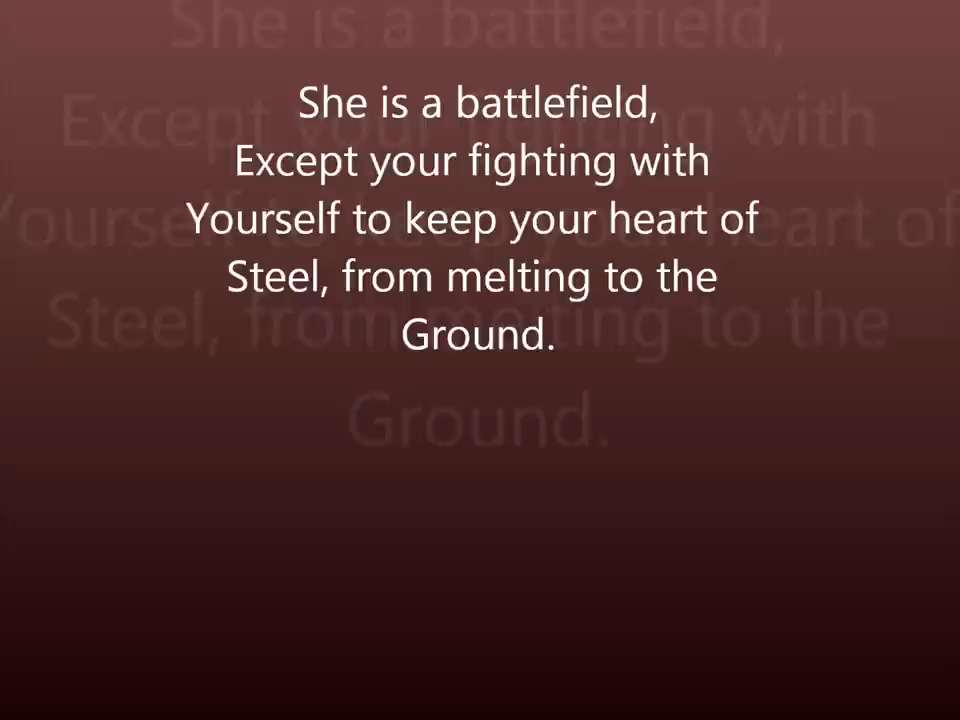 She is a battlefield,
Except your fighting with
Yourself to keep your heart of
Steel, from melting to the
Ground.